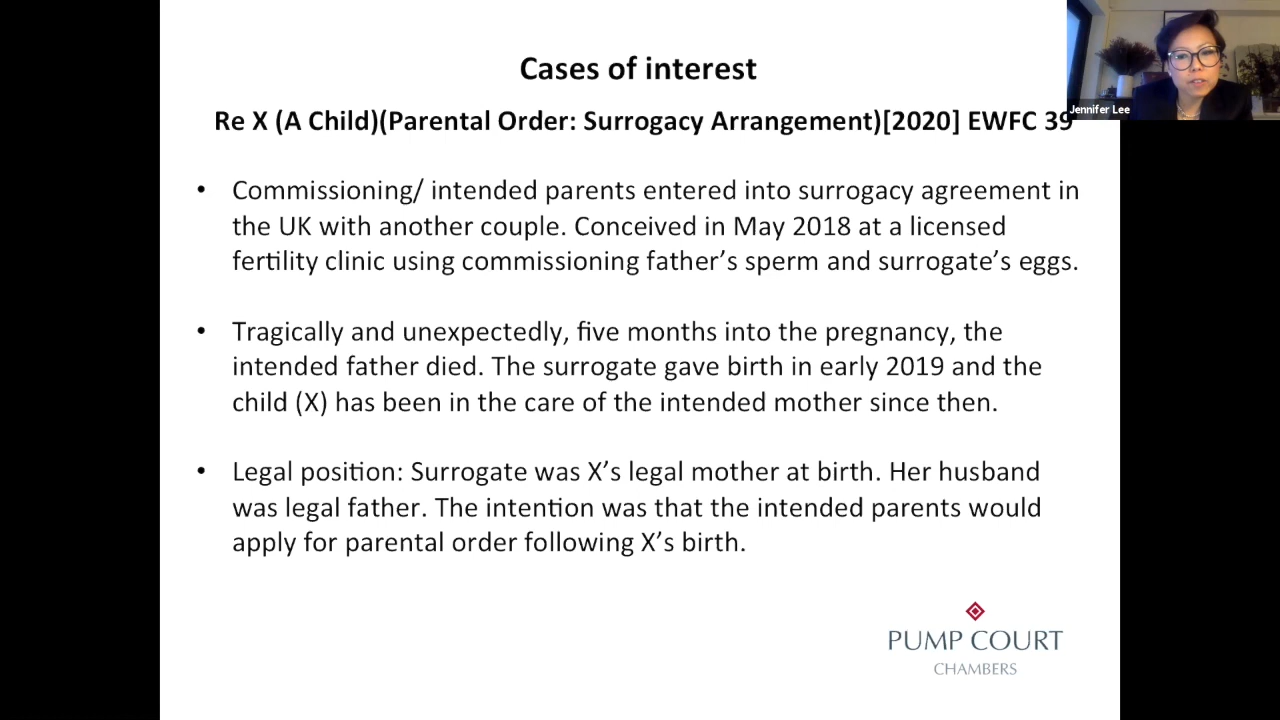 Cases of interest
Re X (A Child)(Parental Order: Surrogacy Arrangement)[2020] EWFC 39
Jennifer Lee
• Commissioning/ intended parents entered into surrogacy agreement in
the UK with another couple. Conceived in May 2018 at a licensed
fertility clinic using commissioning father’s sperm and surrogate’s eggs.
• Tragically and unexpectedly, five months into the pregnancy, the
intended father died. The surrogate gave birth in early 2019 and the
child (X) has been in the care of the intended mother since then.
• Legal position: Surrogate was X’s legal mother at birth. Her husband
was legal father. The intention was that the intended parents would
apply for parental order following X’s birth.
PUMP COURT
CHAMBERS